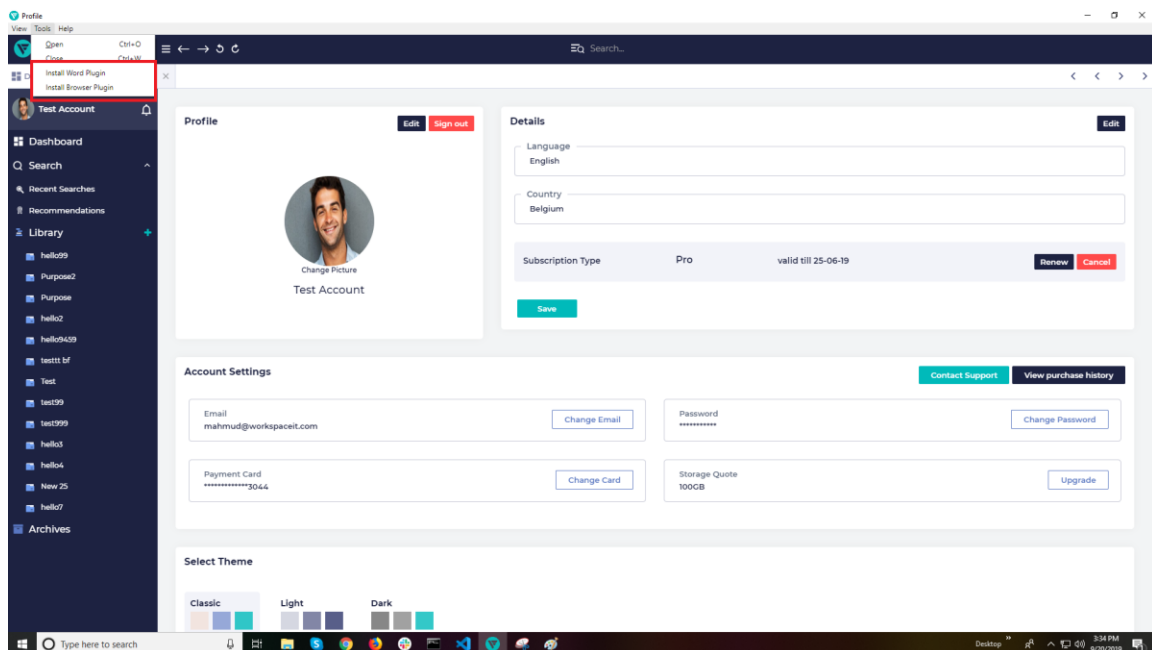 Profile
View Tools Help
Open Ctrl+O
Close Ctrl+W
Install Word Plugin
Install Browser Plugin
Search...
Test Account
Dashboard
Search
Recent Searches
Recommendations
Library
hello99
Purpose2
Purpose
hello2
hello9459
testtt bf
Test
test99
test999
hello3
hello4
New 25
hello7
Archives
Profile Edit Sign out
Change Picture
Test Account
Details Edit
Language
English
Country
Belgium
Subscription Type Pro valid till 25-06-19 Renew Cancel
Save
Account Settings Contact Support View purchase history
Email
mahmud@workspaceit.com
Change Email
Password
***********
Change Password
Payment Card
************3044
Change Card
Storage Quote
100GB
Upgrade
Select Theme
Classic Light Dark
Type here to search
Desktop
3:34 PM
9/20/2019